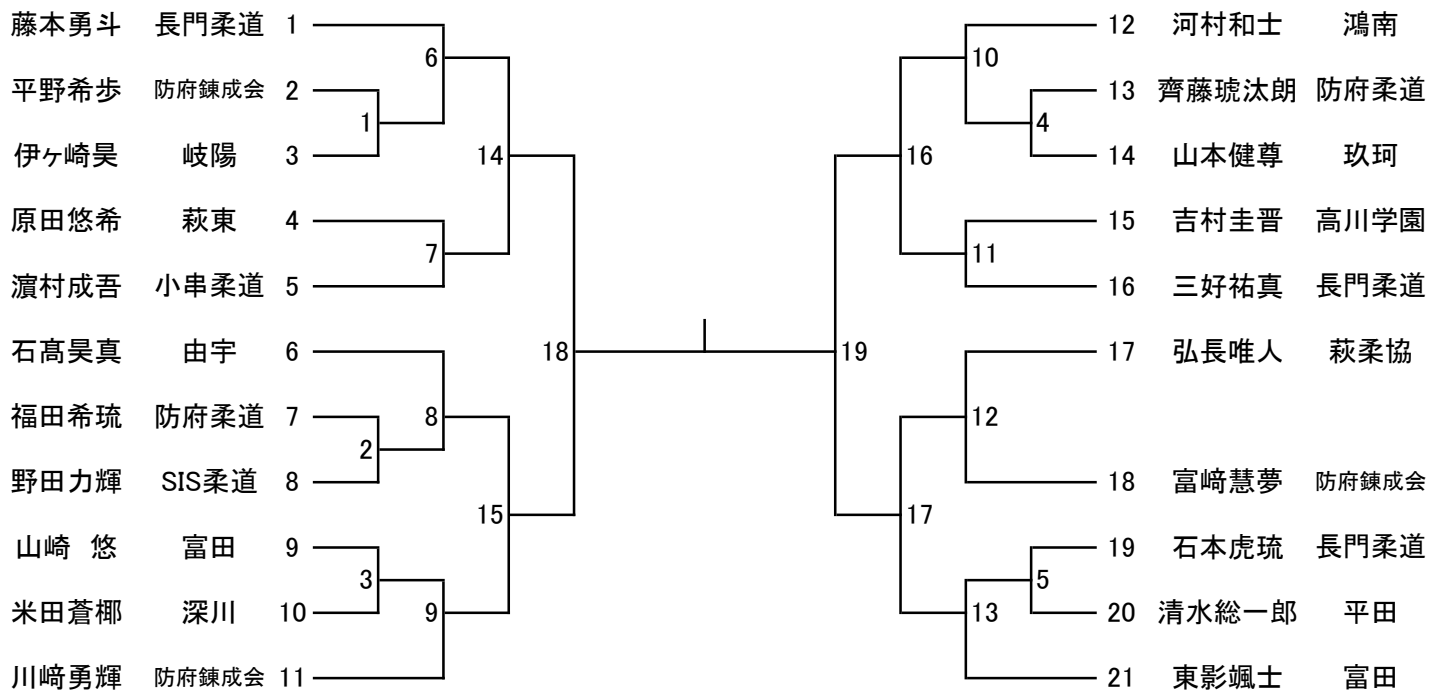 藤本勇斗 長門柔道 1
平野希歩 防府錬成会 2
伊ヶ崎昊 岐陽 3
原田悠希 萩東 4
濵村成吾 小串柔道 5
石髙昊真 由宇 6
福田希琉 防府柔道 7
野田力輝 SIS柔道 8
山崎 悠 富田 9
米田蒼椰 深川 10
川﨑勇輝 防府錬成会 11
6
1
14
7
18
8
2
15
3
9
12 河村和士 鴻南
13 齊藤琥汰朗 防府柔道
14 山本健尊 玖珂
15 吉村圭晋 高川学園
16 三好祐真 長門柔道
17 弘長唯人 萩柔協
18 富﨑慧夢 防府錬成会
19 石本虎琉 長門柔道
20 清水総一郎 平田
21 東影颯士 富田
10
4
16
11
19
12
17
5
13